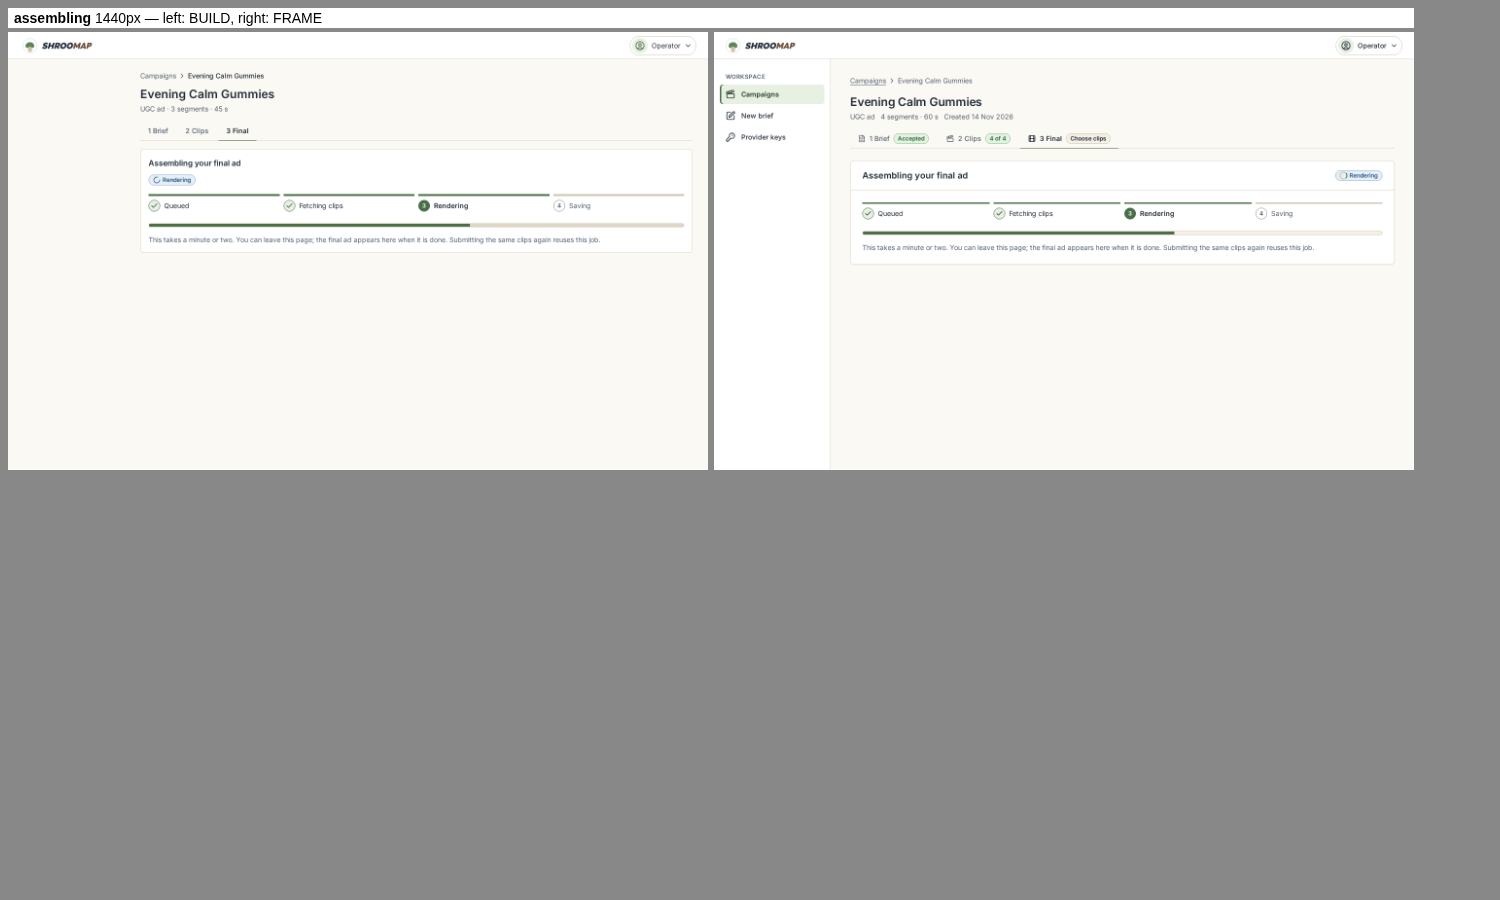 assembling 1440px — left: BUILD, right: FRAME
SHROOMAP
Operator
Campaigns > Evening Calm Gummies
Evening Calm Gummies
UGC ad · 3 segments · 45 s
1 Brief 2 Clips 3 Final
Assembling your final ad
Rendering
Queued Fetching clips 3 Rendering 4 Saving
This takes a minute or two. You can leave this page; the final ad appears here when it is done. Submitting the same clips again reuses this job.
SHROOMAP
Operator
WORKSPACE
Campaigns
New brief
Provider keys
Campaigns > Evening Calm Gummies
Evening Calm Gummies
UGC ad 4 segments · 60 s Created 14 Nov 2026
1 Brief Accepted 2 Clips 4 of 4 3 Final Choose clips
Assembling your final ad Rendering
Queued Fetching clips 3 Rendering 4 Saving
This takes a minute or two. You can leave this page; the final ad appears here when it is done. Submitting the same clips again reuses this job.